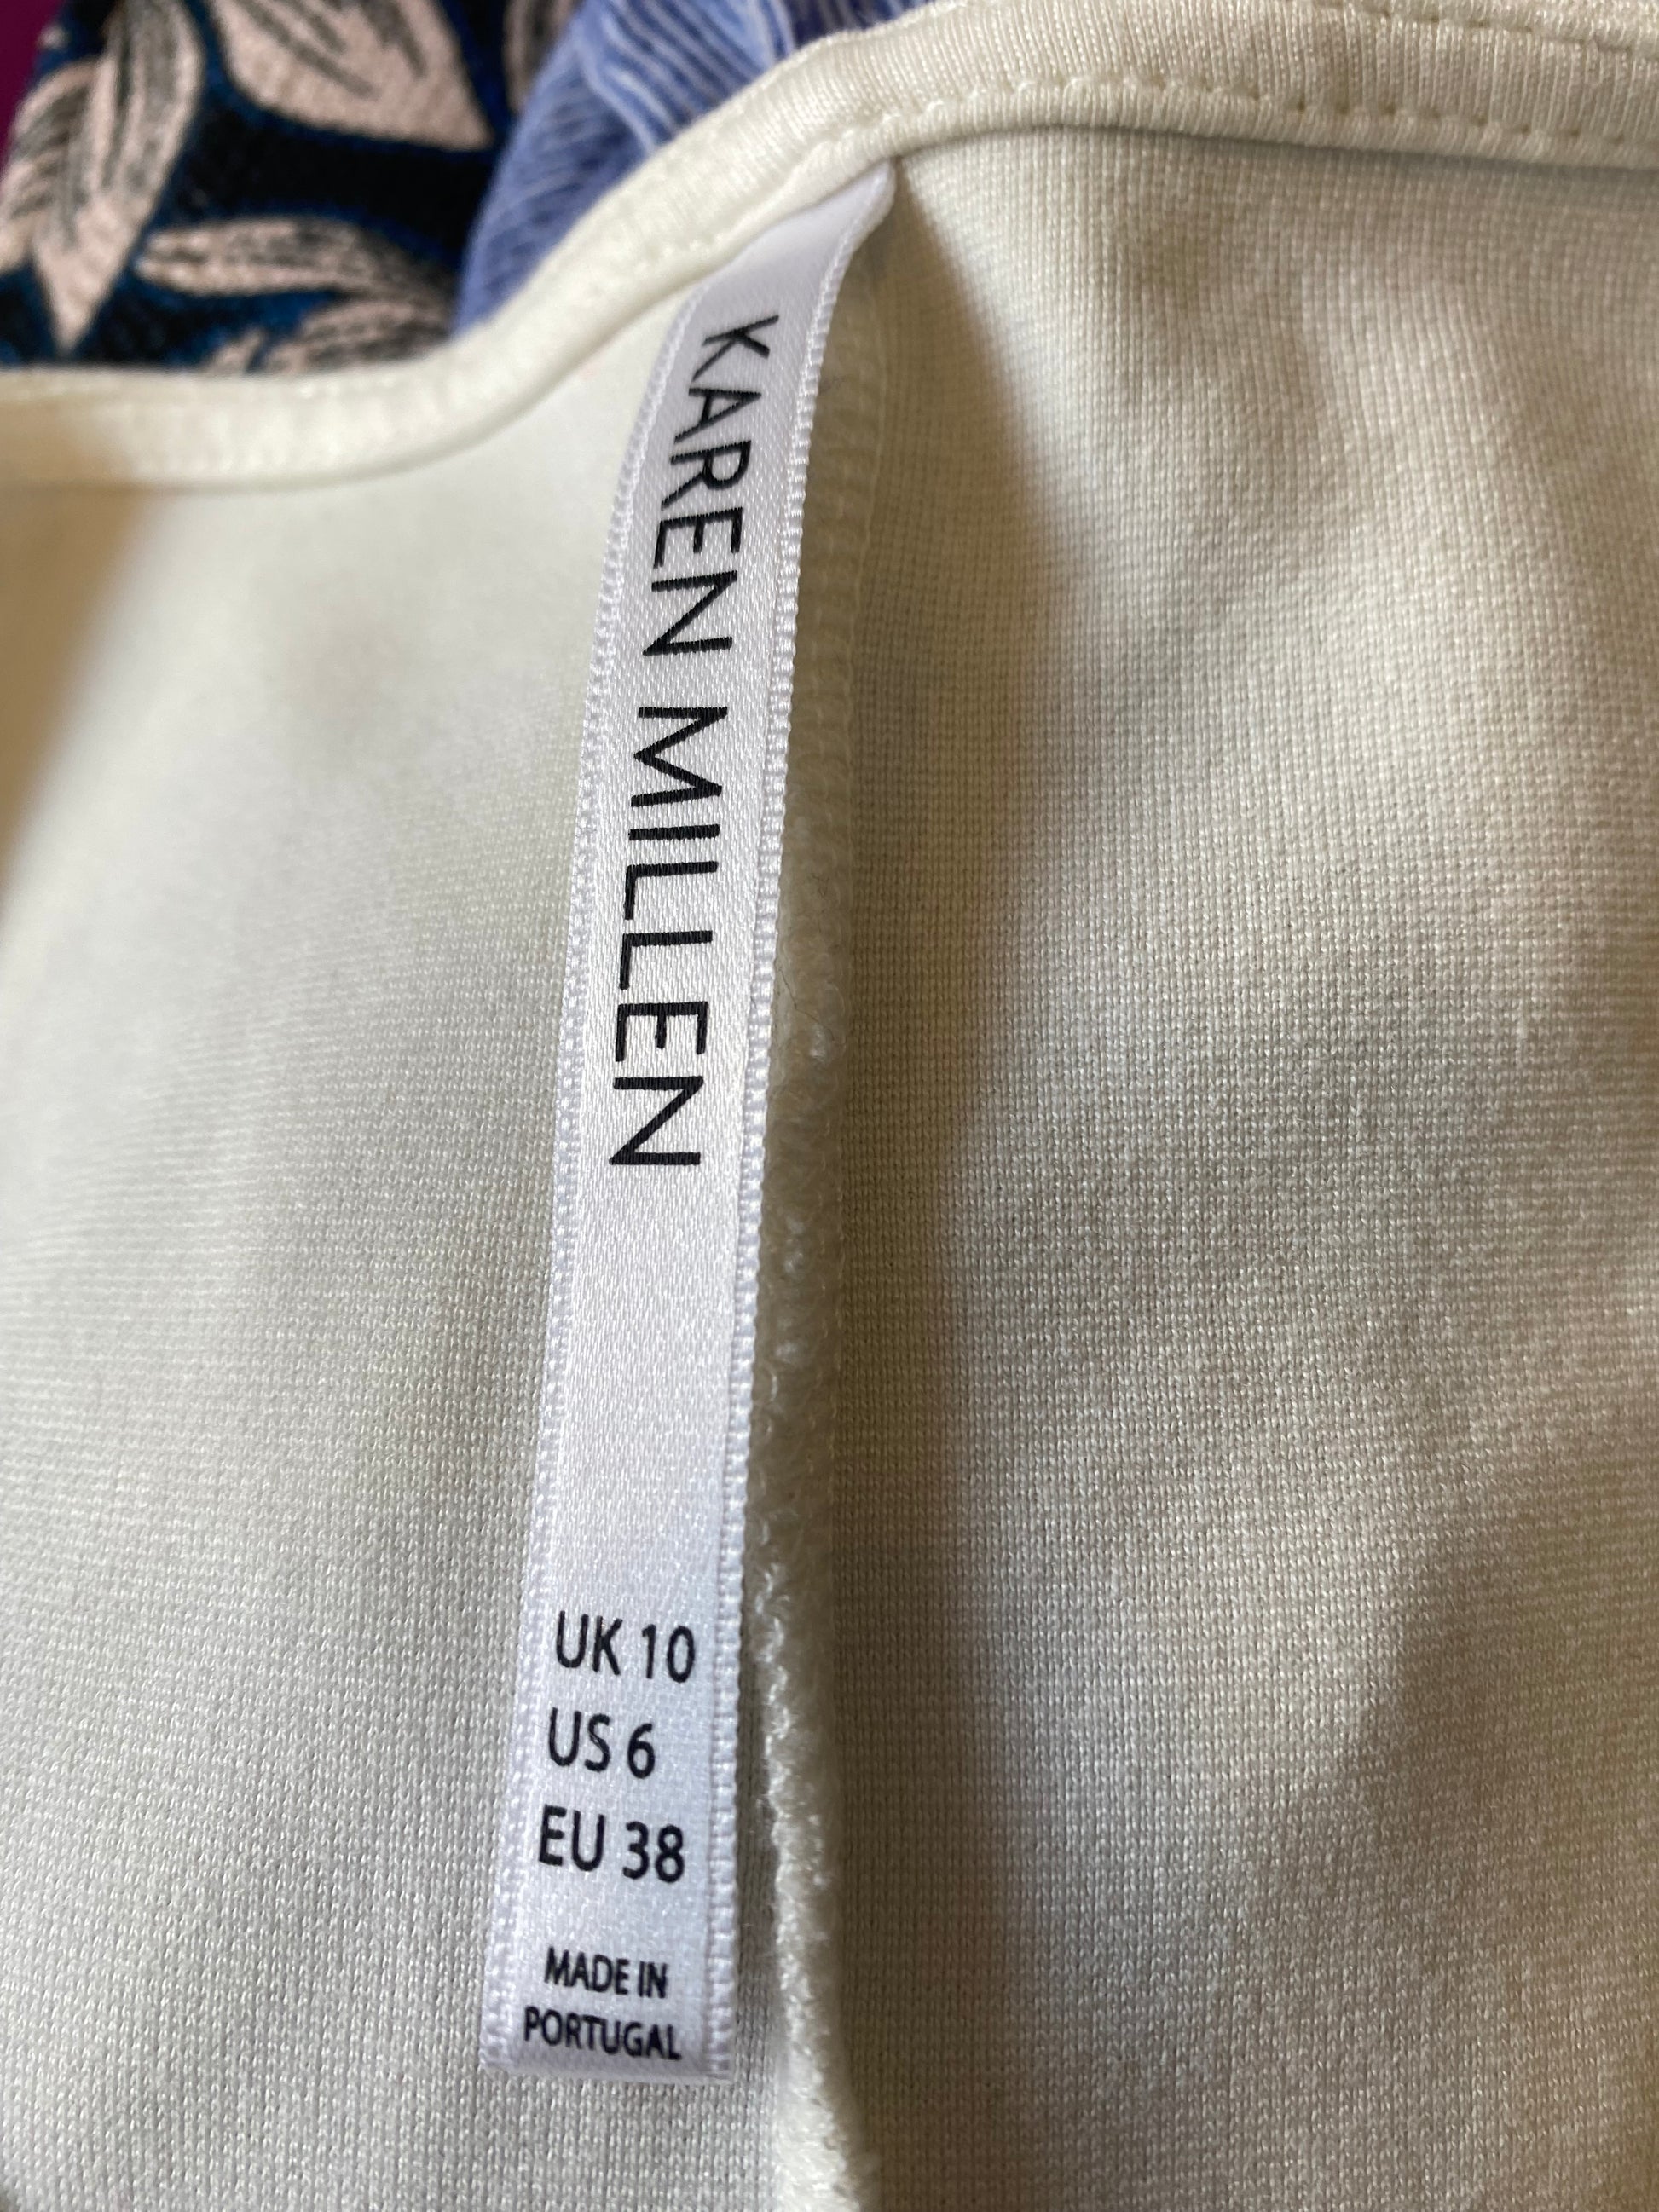 KAREN MILLEN
UK 10
US 6
EU 38
MADE IN
PORTUGAL